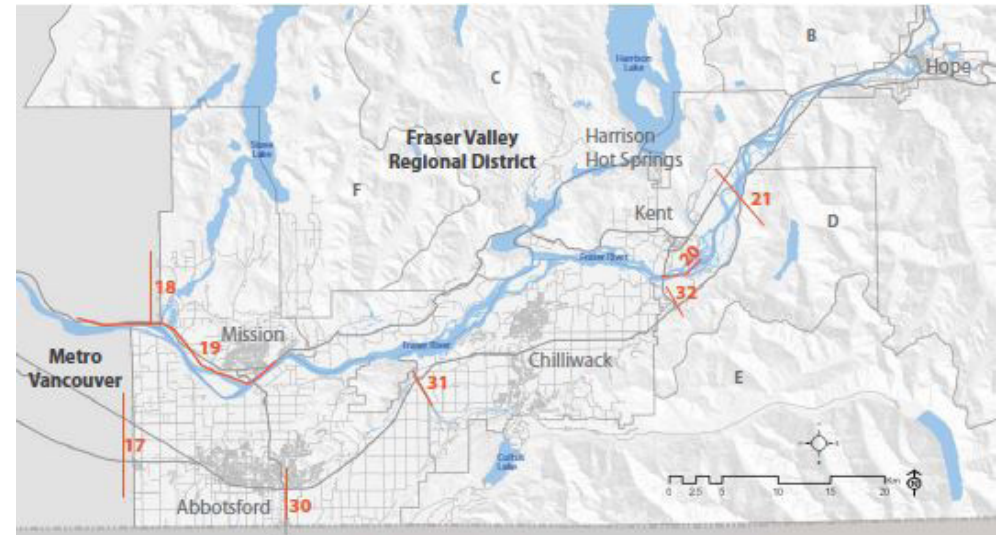 B
Hope
C
Harrison
Lake
Fraser Valley
Regional District
Harrison
Hot Springs
Stave
Lake
F
21
Kent
D
20
Fraser River
18
32
Mission
19
Fraser River
Metro
Vancouver
Chilliwack
31
E
17
Cultus
Lake
Abbotsford
30
0
2.5
5
10
15
20
Km
N